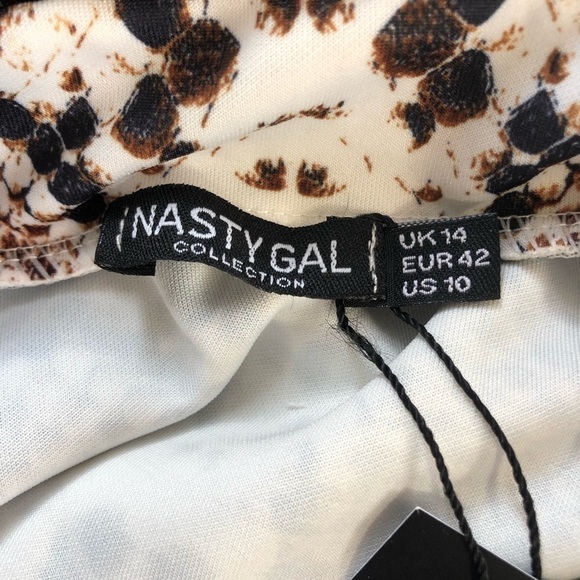 NASTY GAL
COLLECTION
UK 14
EUR 42
US 10